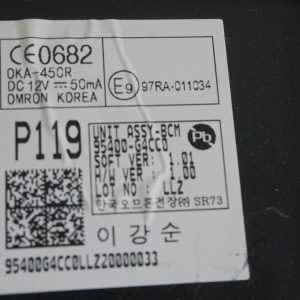 CE0682
OKA-450R
DC 12V ⎓ 50mA
OMRON KOREA
E9 97RA-011034
P119
UNIT ASSY-BCM
95400-G4CC0
SOFT VER: 1.01
H/W VER: 1.00
LOT NO: LLZ
한국오므론전장㈜ SR73
Pb
이강순
95400G4CC0LLZ20000033